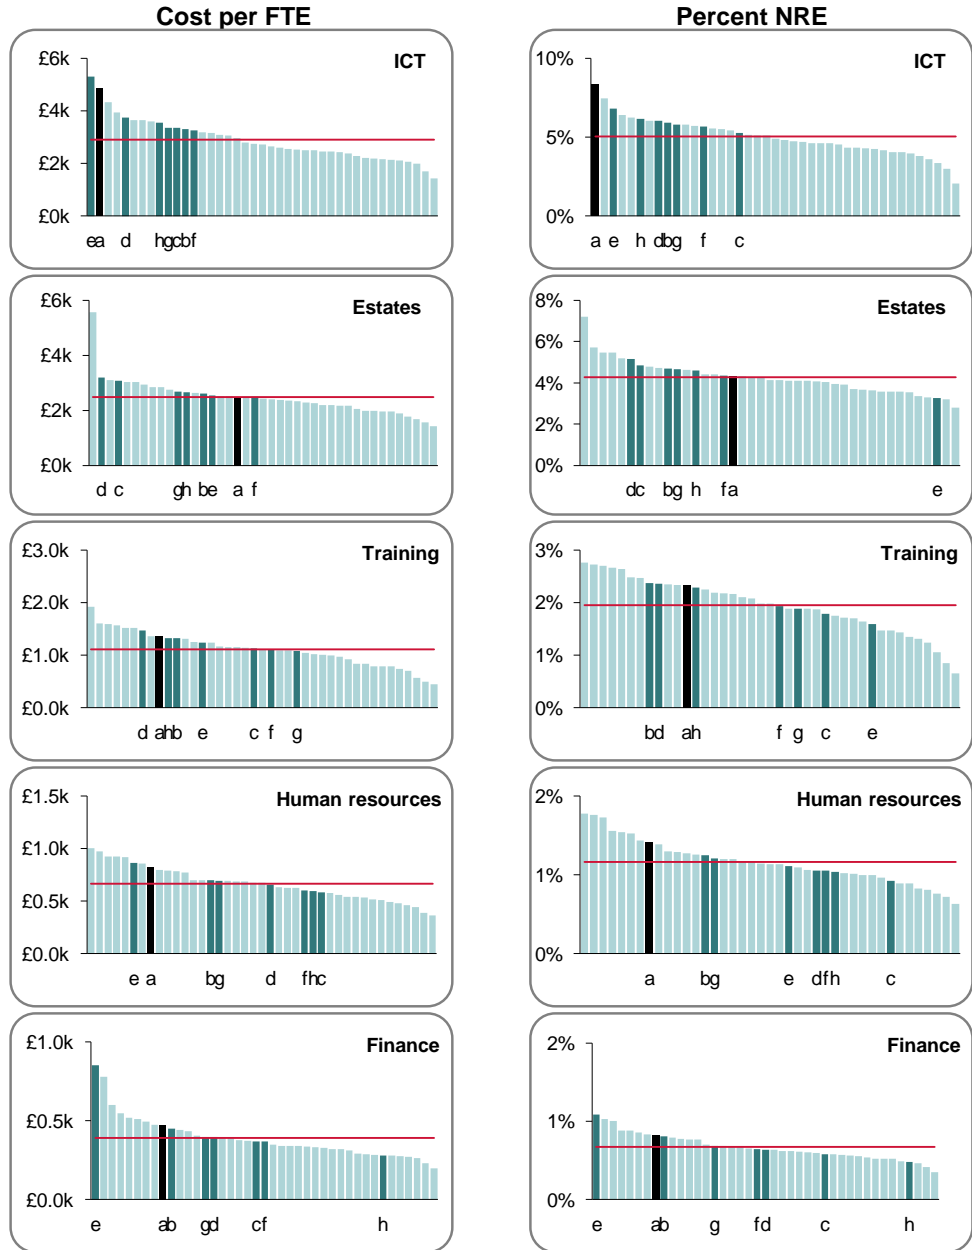 Cost per FTE
Percent NRE
ICT
£6k
£4k
£2k
£0k
ea d hgcbf
ICT
10%
5%
0%
a e h dbg f c
Estates
£6k
£4k
£2k
£0k
d c gh be a f
Estates
8%
6%
4%
2%
0%
dc bg h fa e
Training
£3.0k
£2.0k
£1.0k
£0.0k
d ahb e c f g
Training
3%
2%
1%
0%
bd ah f g c e
Human resources
£1.5k
£1.0k
£0.5k
£0.0k
e a bg d fhc
Human resources
2%
1%
0%
a bg e dfh c
Finance
£1.0k
£0.5k
£0.0k
e ab gd cf h
Finance
2%
1%
0%
e ab g fd c h